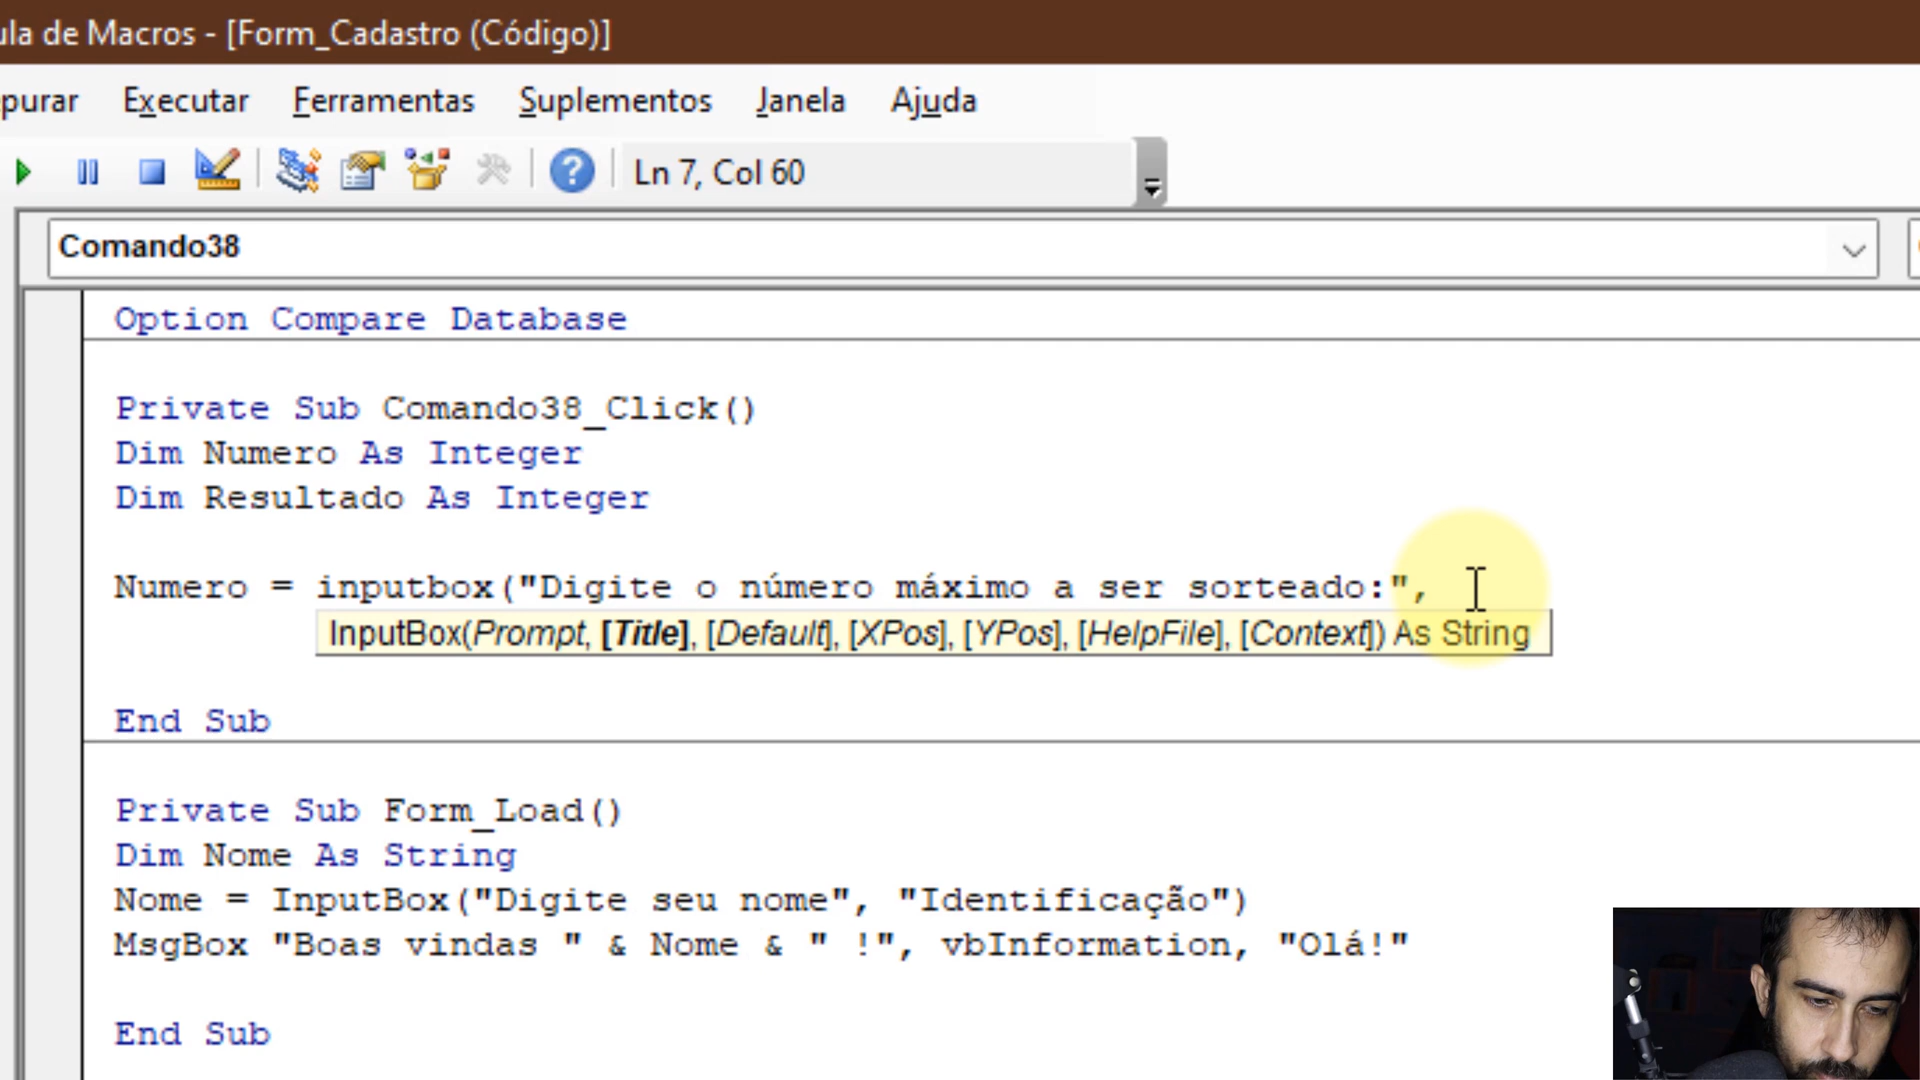 ula de Macros - [Form_Cadastro (Código)]
purar Executar Ferramentas Suplementos Janela Ajuda
Ln 7, Col 60
Comando38
Option Compare Database
Private Sub Comando38_Click()
Dim Numero As Integer
Dim Resultado As Integer
Numero = inputbox("Digite o número máximo a ser sorteado:",
InputBox(Prompt, [Title], [Default], [XPos], [YPos], [HelpFile], [Context]) As String
End Sub
Private Sub Form_Load()
Dim Nome As String
Nome = InputBox("Digite seu nome", "Identificação")
MsgBox "Boas vindas " & Nome & " !", vbInformation, "Olá!"
End Sub